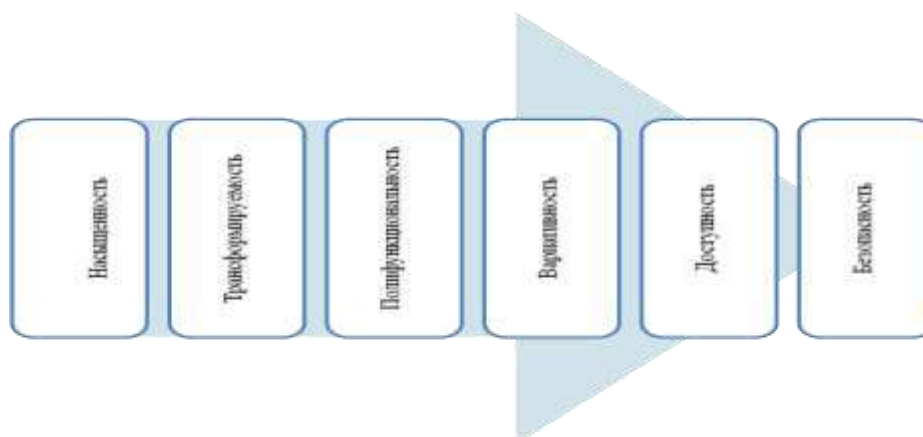 Насыщенность
Трансформируемость
Полифункциональность
Вариативность
Доступность
Безопасность